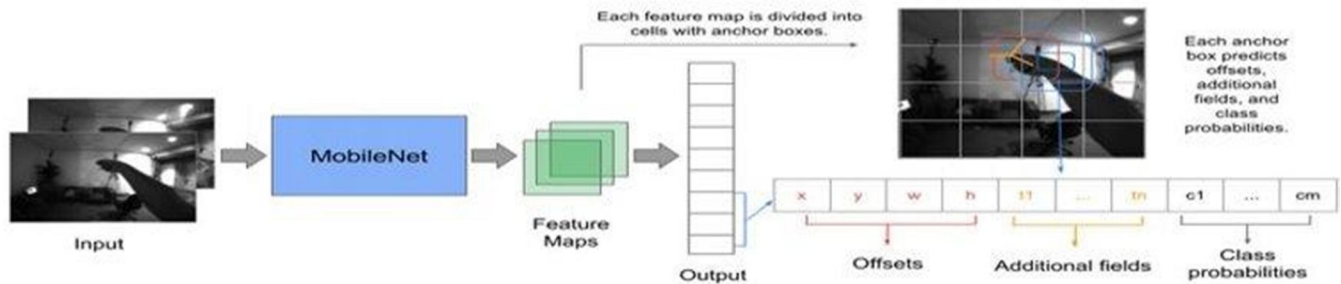 Each feature map is divided into
cells with anchor boxes.
Each anchor
box predicts
offsets,
additional
fields, and
class
probabilities.
MobileNet
Input
Feature
Maps
Output
x y w h t1 ... tn c1 ... cm
Offsets
Additional fields
Class
probabilities